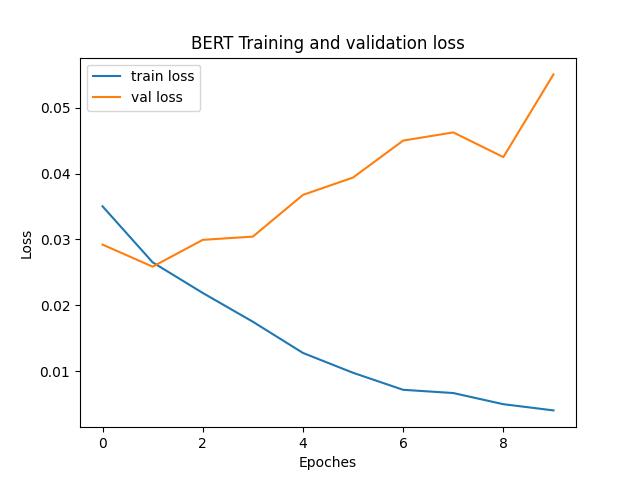 BERT Training and validation loss
train loss
val loss
0.05
0.04
0.03
0.02
0.01
Loss
0 2 4 6 8
Epoches